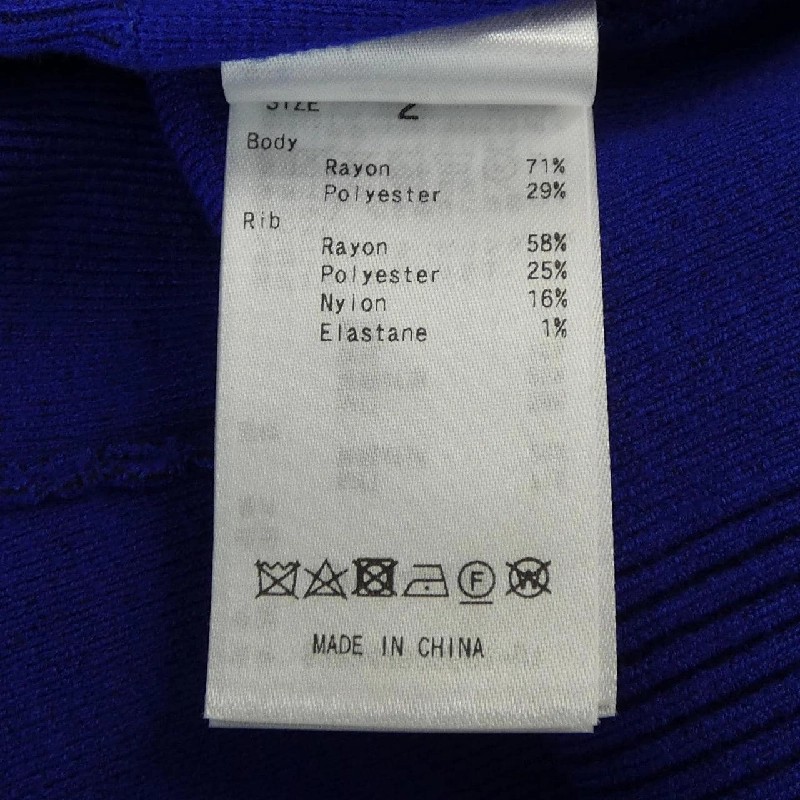 SIZE 2
Body
Rayon 71%
Polyester 29%
Rib
Rayon 58%
Polyester 25%
Nylon 16%
Elastane 1%
F W
MADE IN CHINA